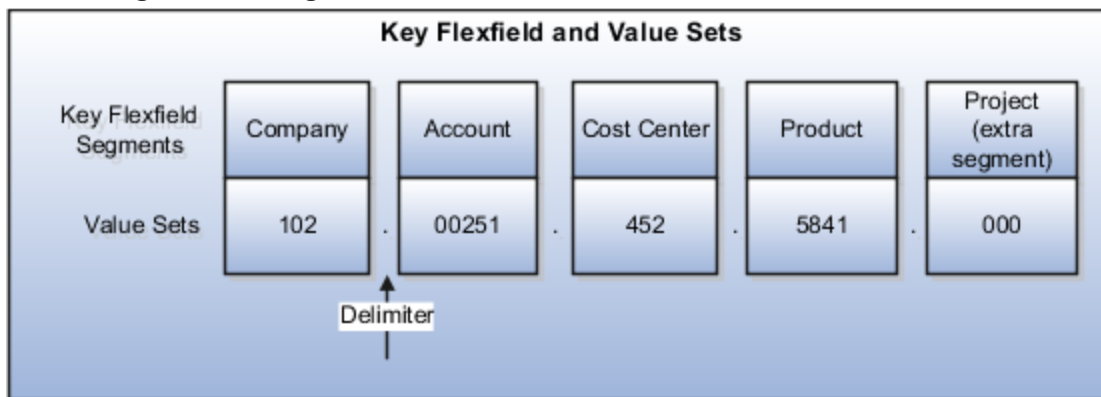 Key Flexfield and Value Sets
Key Flexfield Segments
Company
Account
Cost Center
Product
Project (extra segment)
Value Sets
102 . 00251 . 452 . 5841 . 000
Delimiter